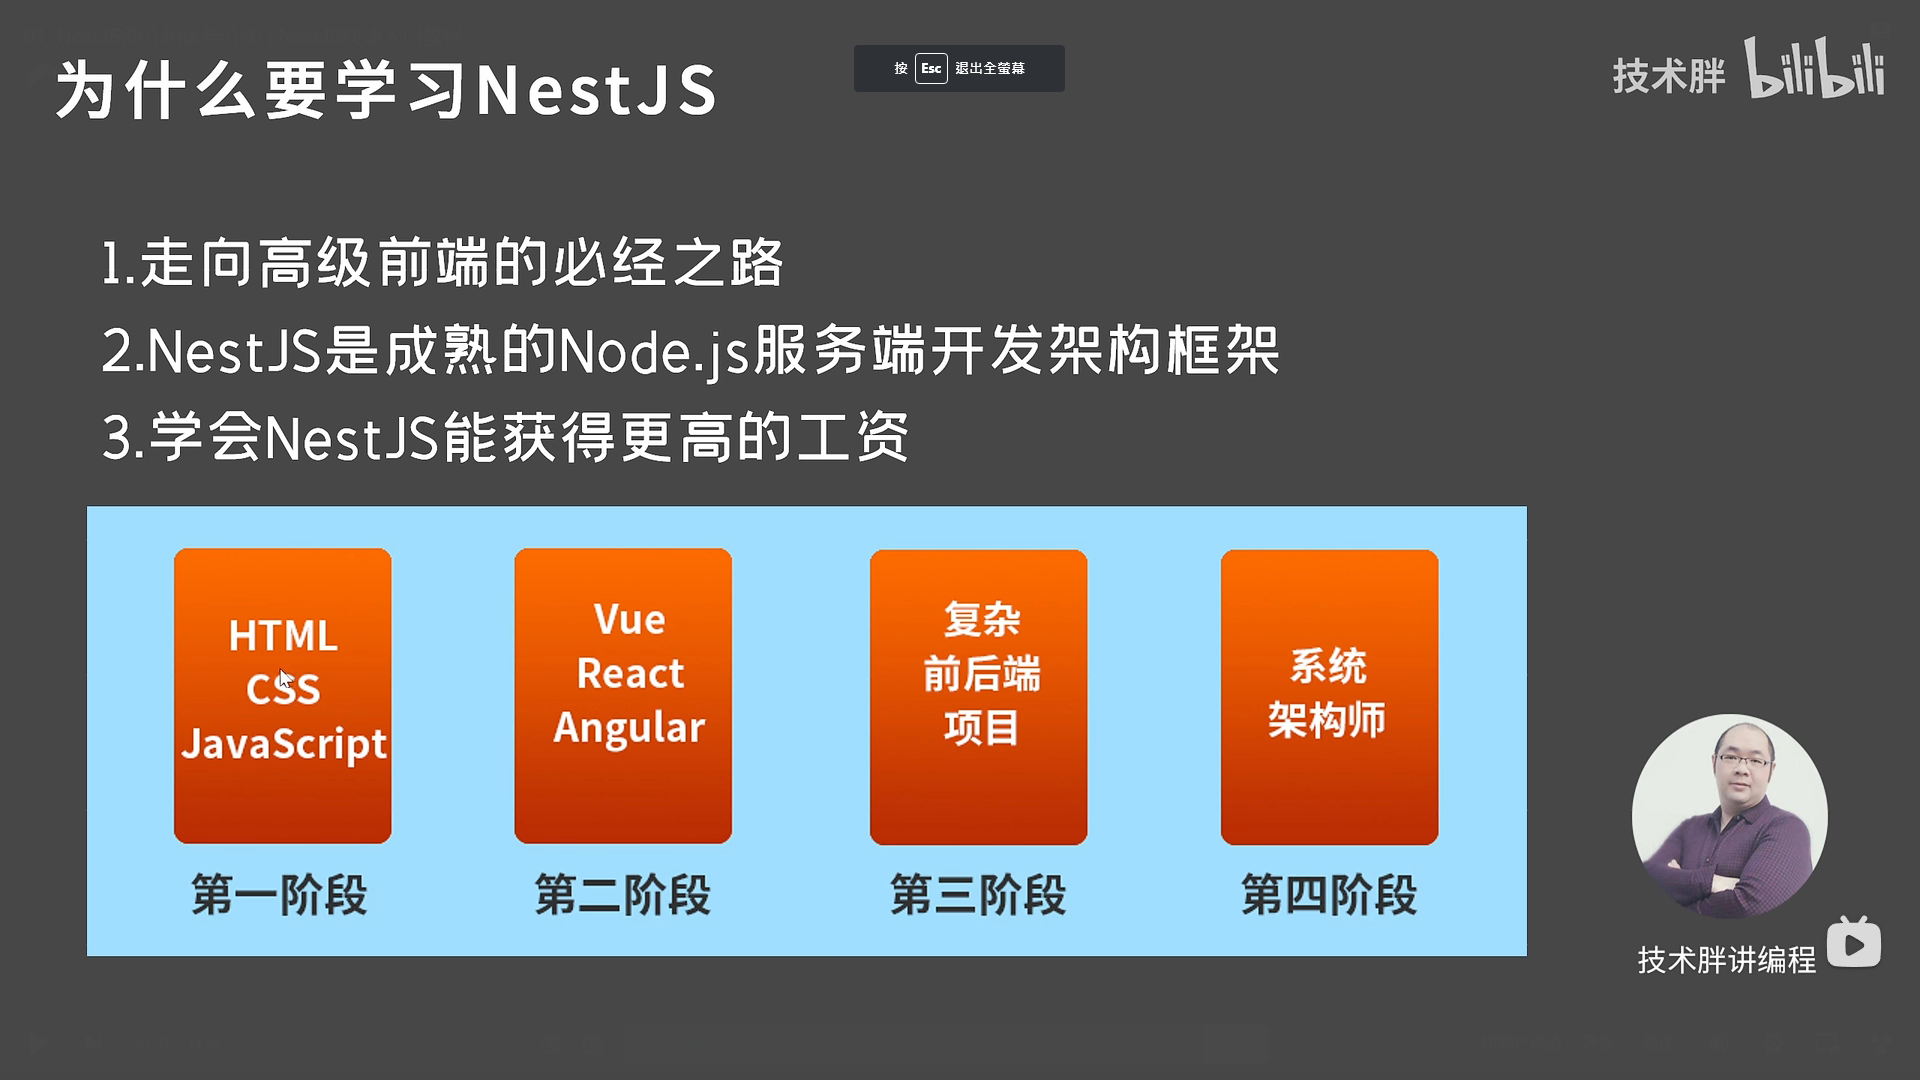 为什么要学习NestJS
按 Esc 退出全萤幕
技术胖 bilibili
1.走向高级前端的必经之路
2.NestJS是成熟的Node.js服务端开发架构框架
3.学会NestJS能获得更高的工资
HTML
CSS
JavaScript
第一阶段
Vue
React
Angular
第二阶段
复杂
前后端
项目
第三阶段
系统
架构师
第四阶段
技术胖讲编程